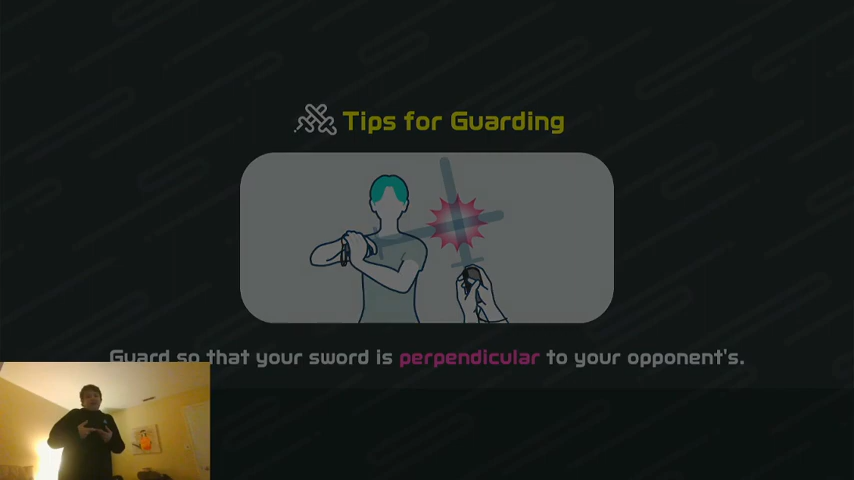 Tips for Guarding
Guard so that your sword is perpendicular to your opponent's.